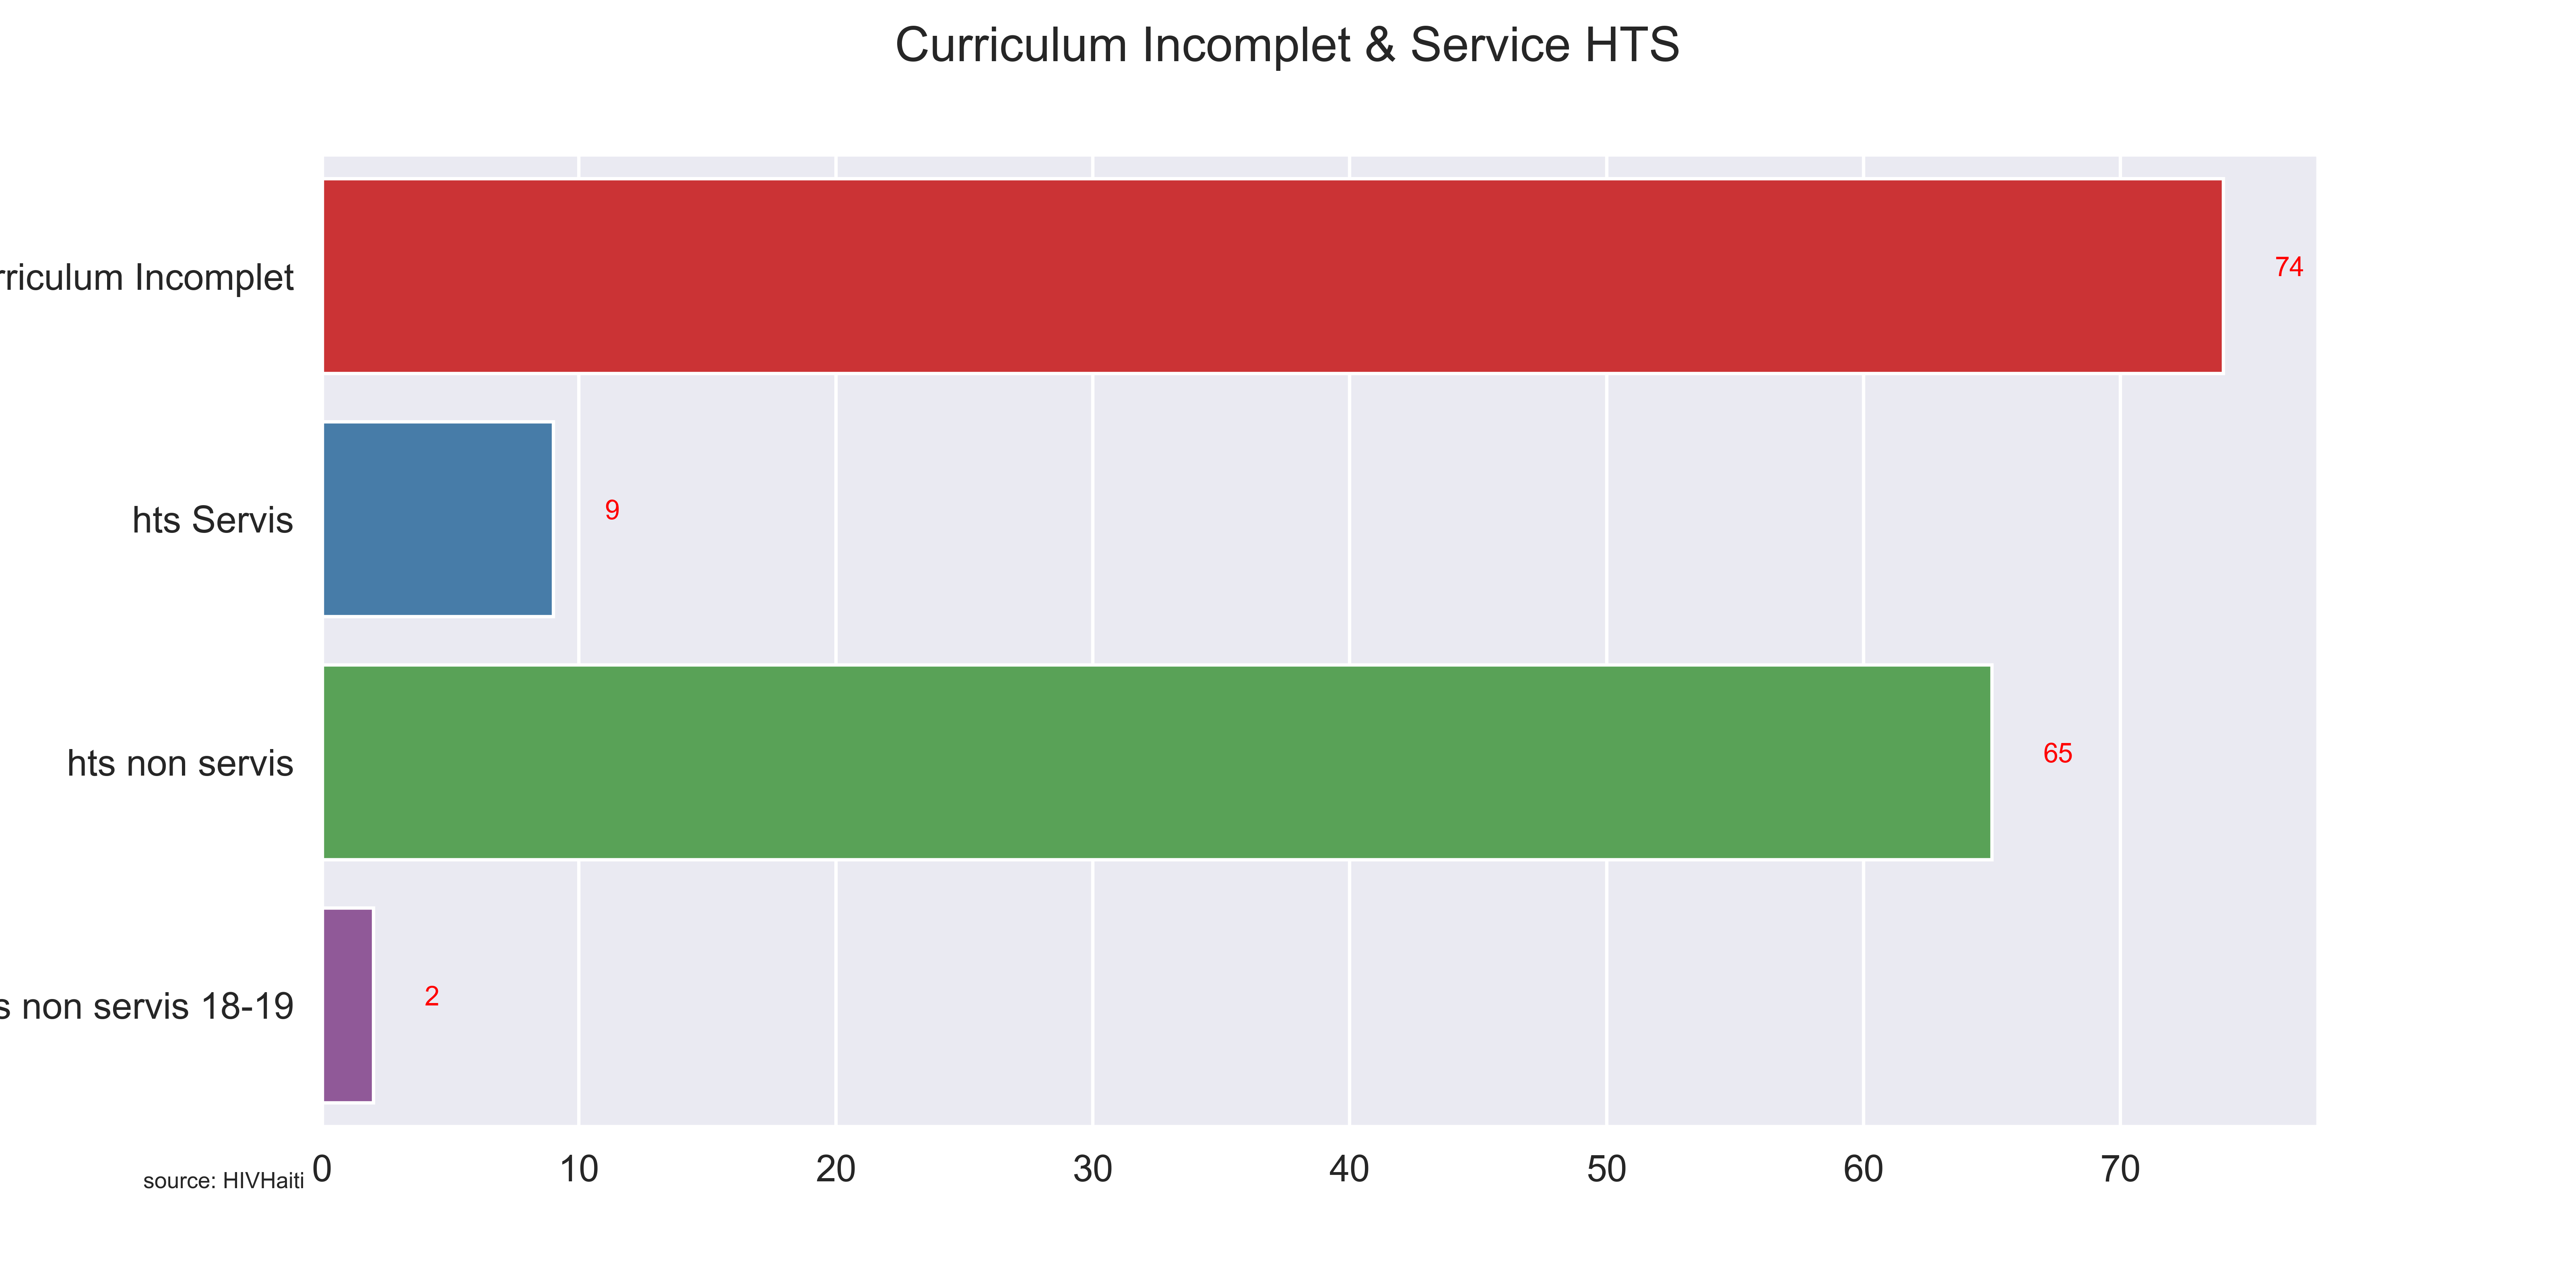 Curriculum Incomplet & Service HTS
rriculum Incomplet
74
hts Servis
9
hts non servis
65
s non servis 18-19
2
0 10 20 30 40 50 60 70
source: HIVHaiti